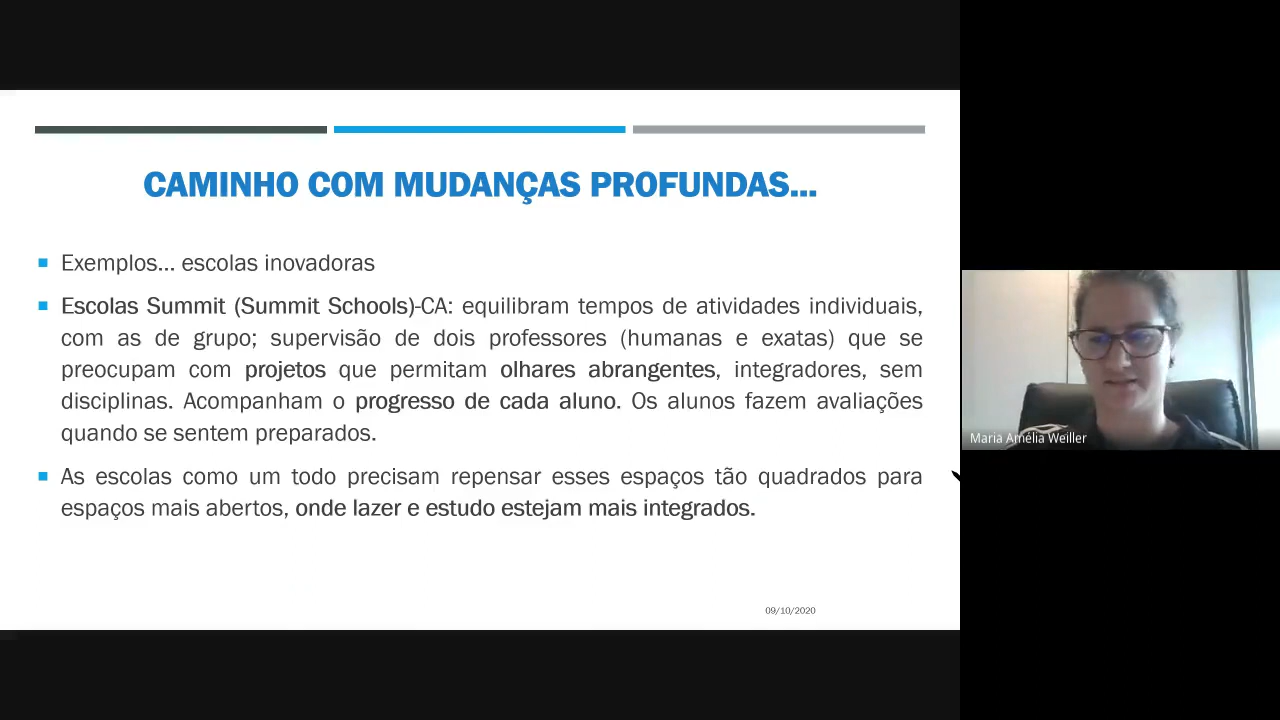 CAMINHO COM MUDANÇAS PROFUNDAS...
Exemplos... escolas inovadoras
Escolas Summit (Summit Schools)-CA: equilibram tempos de atividades individuais,
com as de grupo; supervisão de dois professores (humanas e exatas) que se
preocupam com projetos que permitam olhares abrangentes, integradores, sem
disciplinas. Acompanham o progresso de cada aluno. Os alunos fazem avaliações
quando se sentem preparados.
As escolas como um todo precisam repensar esses espaços tão quadrados para
espaços mais abertos, onde lazer e estudo estejam mais integrados.
09/10/2020
Maria Amélia Weiller